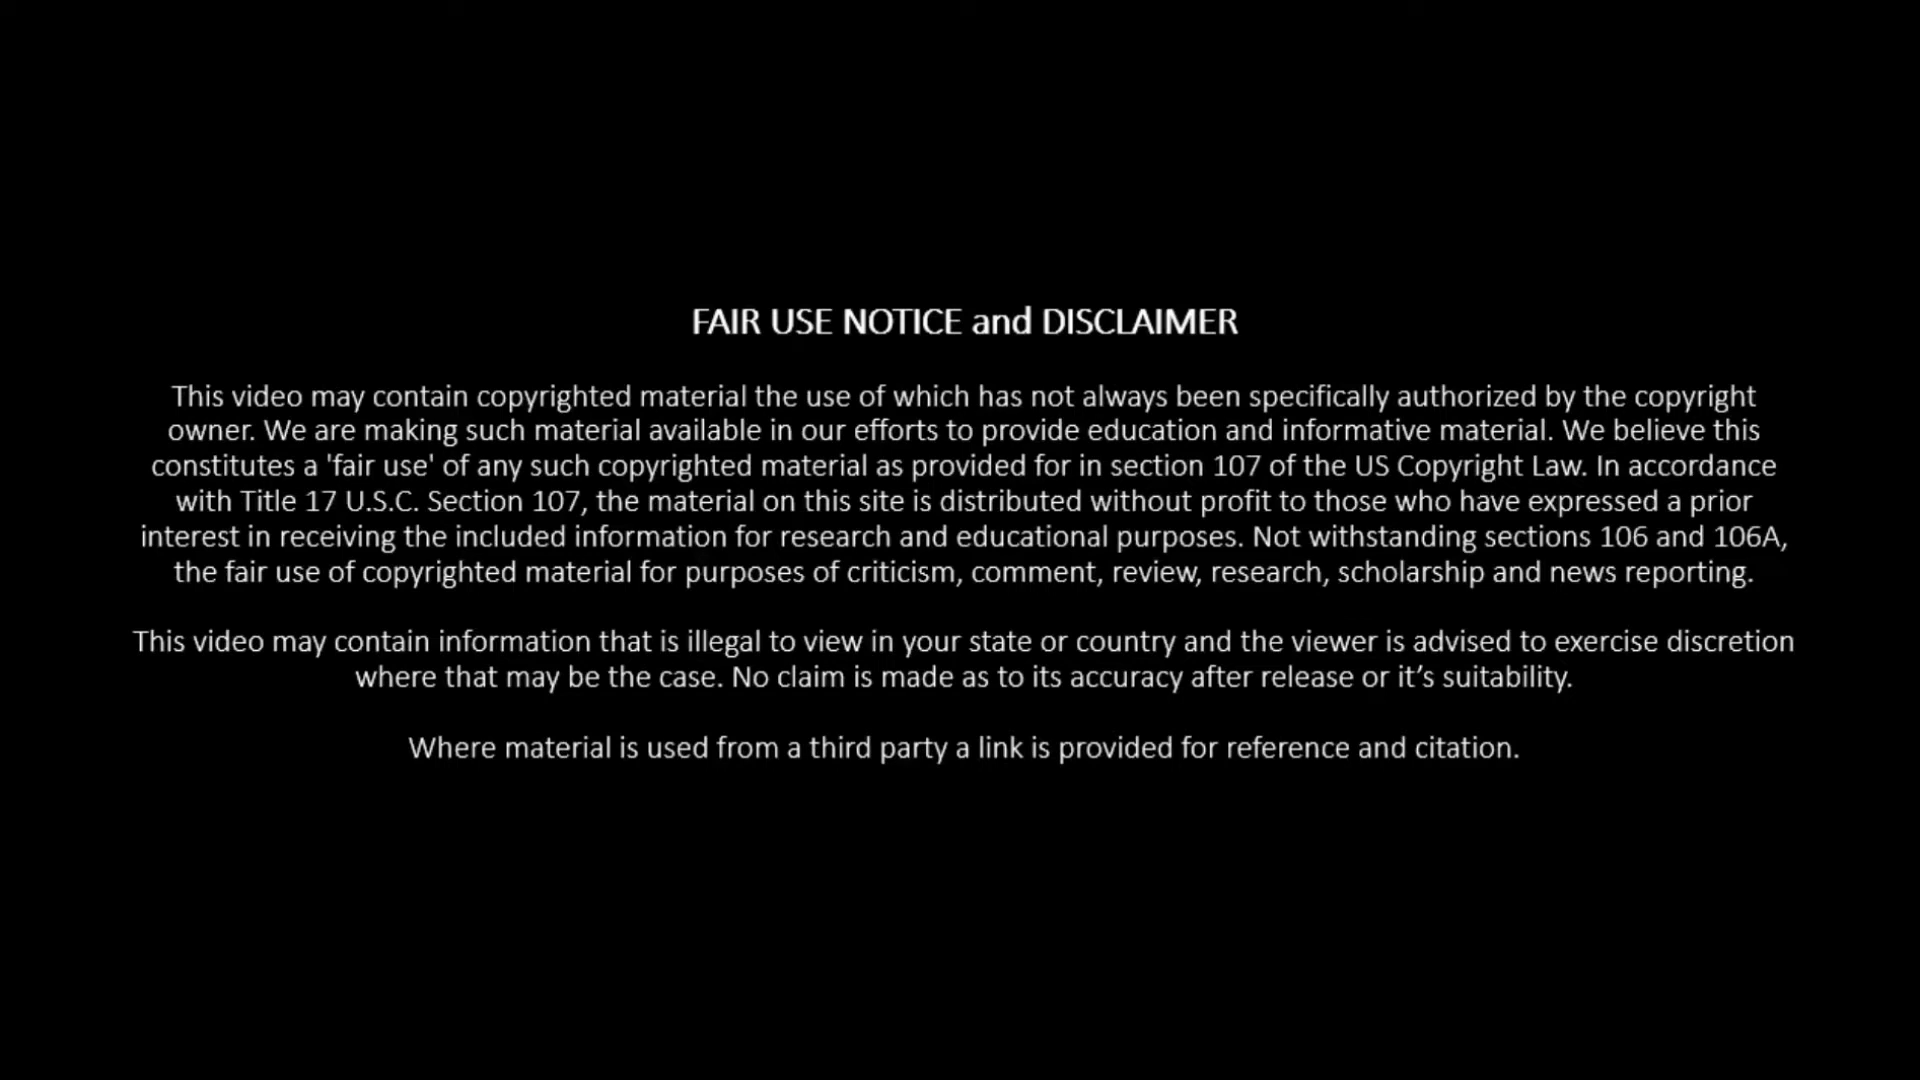 FAIR USE NOTICE and DISCLAIMER
This video may contain copyrighted material the use of which has not always been specifically authorized by the copyright
owner. We are making such material available in our efforts to provide education and informative material. We believe this
constitutes a 'fair use' of any such copyrighted material as provided for in section 107 of the US Copyright Law. In accordance
with Title 17 U.S.C. Section 107, the material on this site is distributed without profit to those who have expressed a prior
interest in receiving the included information for research and educational purposes. Not withstanding sections 106 and 106A,
the fair use of copyrighted material for purposes of criticism, comment, review, research, scholarship and news reporting.
This video may contain information that is illegal to view in your state or country and the viewer is advised to exercise discretion
where that may be the case. No claim is made as to its accuracy after release or it’s suitability.
Where material is used from a third party a link is provided for reference and citation.